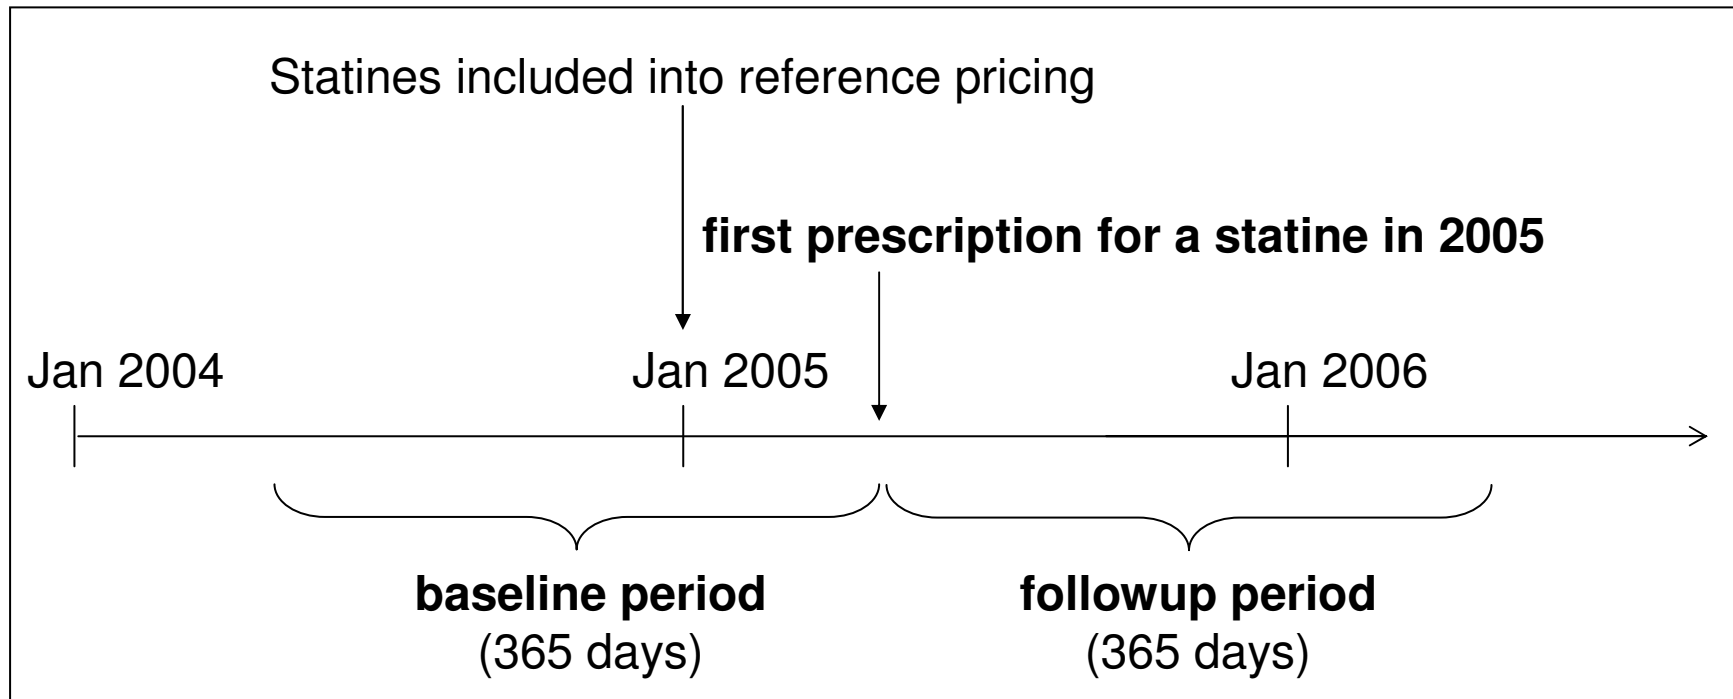 Statines included into reference pricing
first prescription for a statine in 2005
Jan 2004
Jan 2005
Jan 2006
baseline period
(365 days)
followup period
(365 days)